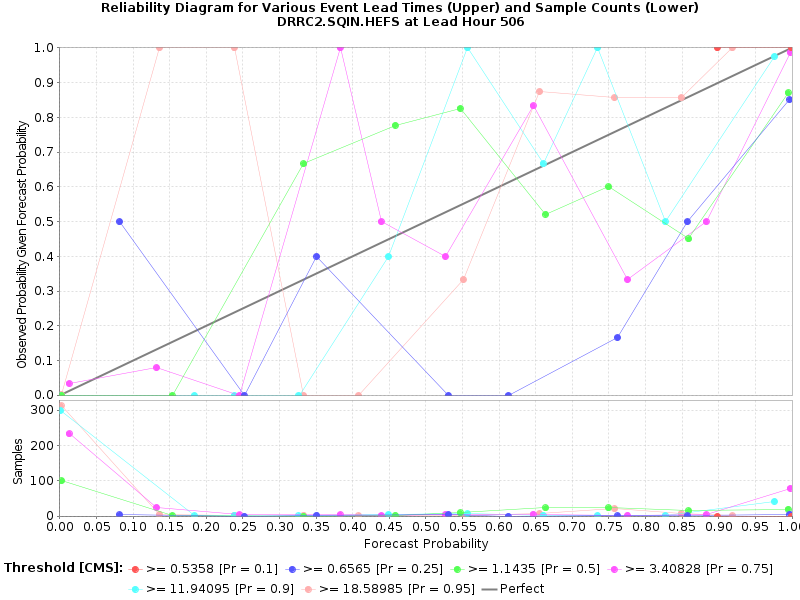 Reliability Diagram for Various Event Lead Times (Upper) and Sample Counts (Lower)
DRRC2.SQIN.HEFS at Lead Hour 506
Observed Probability Given Forecast Probability
1.0
0.9
0.8
0.7
0.6
0.5
0.4
0.3
0.2
0.1
0.0
Samples
300
200
100
0
0.00 0.05 0.10 0.15 0.20 0.25 0.30 0.35 0.40 0.45 0.50 0.55 0.60 0.65 0.70 0.75 0.80 0.85 0.90 0.95 1.0
Forecast Probability
Threshold [CMS]: >= 0.5358 [Pr = 0.1] >= 0.6565 [Pr = 0.25] >= 1.1435 [Pr = 0.5] >= 3.40828 [Pr = 0.75]
>= 11.94095 [Pr = 0.9] >= 18.58985 [Pr = 0.95] Perfect